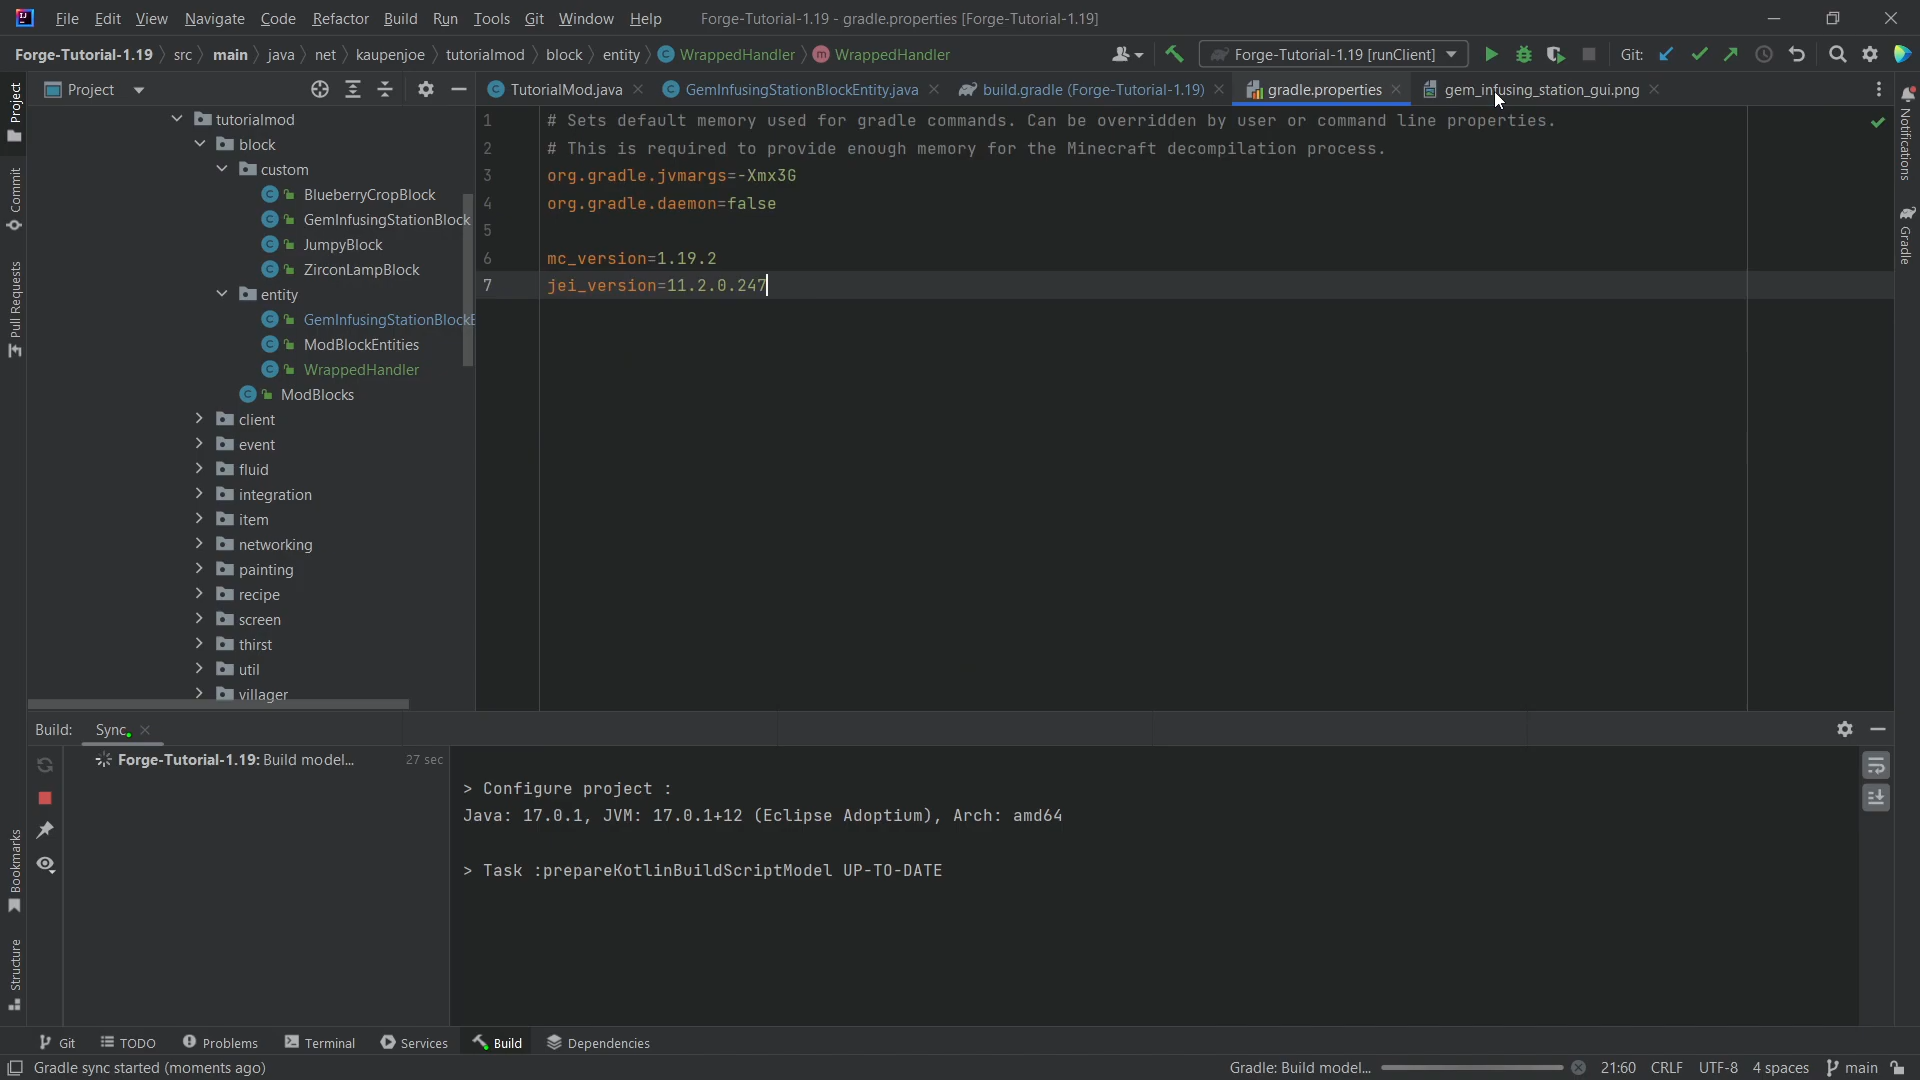 File Edit View Navigate Code Refactor Build Run Tools Git Window Help Forge-Tutorial-1.19 - gradle.properties [Forge-Tutorial-1.19]
Forge-Tutorial-1.19 src main java net kaupenjoe tutorialmod block entity WrappedHandler WrappedHandler Forge-Tutorial-1.19 [runClient] Git:
Project TutorialMod.java GemInfusingStationBlockEntity.java build.gradle (Forge-Tutorial-1.19) gradle.properties gem_infusing_station_gui.png
Project
Commit
Pull Requests
Bookmarks
Structure
Notifications
Gradle
tutorialmod
block
custom
BlueberryCropBlock
GemInfusingStationBlock
JumpyBlock
ZirconLampBlock
entity
GemInfusingStationBlockE
ModBlockEntities
WrappedHandler
ModBlocks
client
event
fluid
integration
item
networking
painting
recipe
screen
thirst
util
villager
1 # Sets default memory used for gradle commands. Can be overridden by user or command line properties.
2 # This is required to provide enough memory for the Minecraft decompilation process.
3 org.gradle.jvmargs=-Xmx3G
4 org.gradle.daemon=false
5
6 mc_version=1.19.2
7 jei_version=11.2.0.247
Build: Sync
Forge-Tutorial-1.19: Build model... 27 sec
> Configure project :
Java: 17.0.1, JVM: 17.0.1+12 (Eclipse Adoptium), Arch: amd64
> Task :prepareKotlinBuildScriptModel UP-TO-DATE
Git TODO Problems Terminal Services Build Dependencies
Gradle sync started (moments ago) Gradle: Build model... 21:60 CRLF UTF-8 4 spaces main